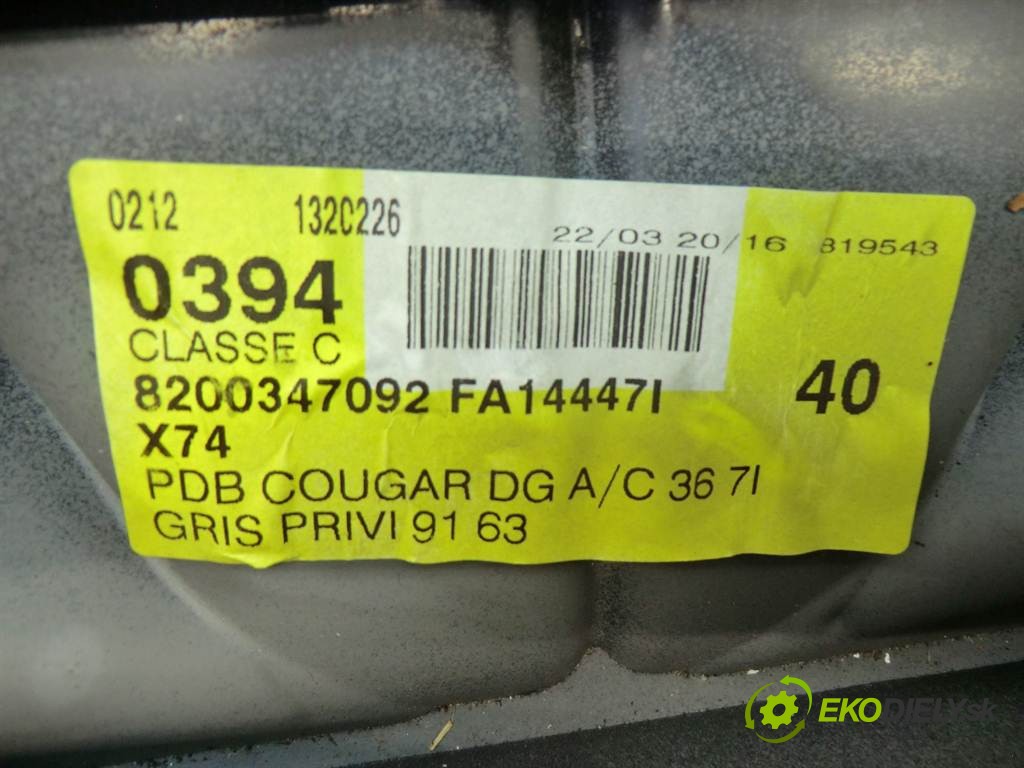 0212 132C226 22/03 20/16 819543
0394
CLASSE C
40
8200347092 FA14447I
X74
PDB COUGAR DG A/C 36 7I
GRIS PRIVI 91 63
EKODIELY.sk